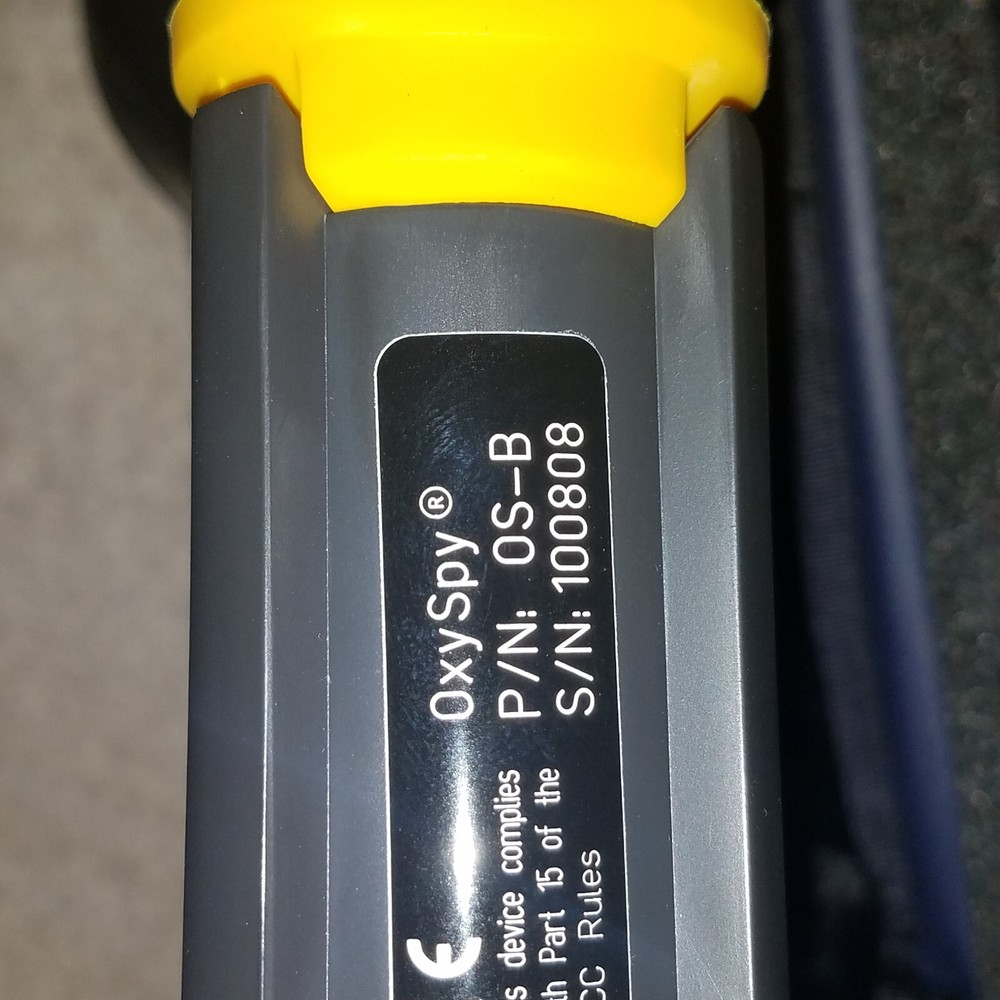 OxySpy®
P/N: OS-B
S/N: 100808
device complies
Part 15 of the
Rules